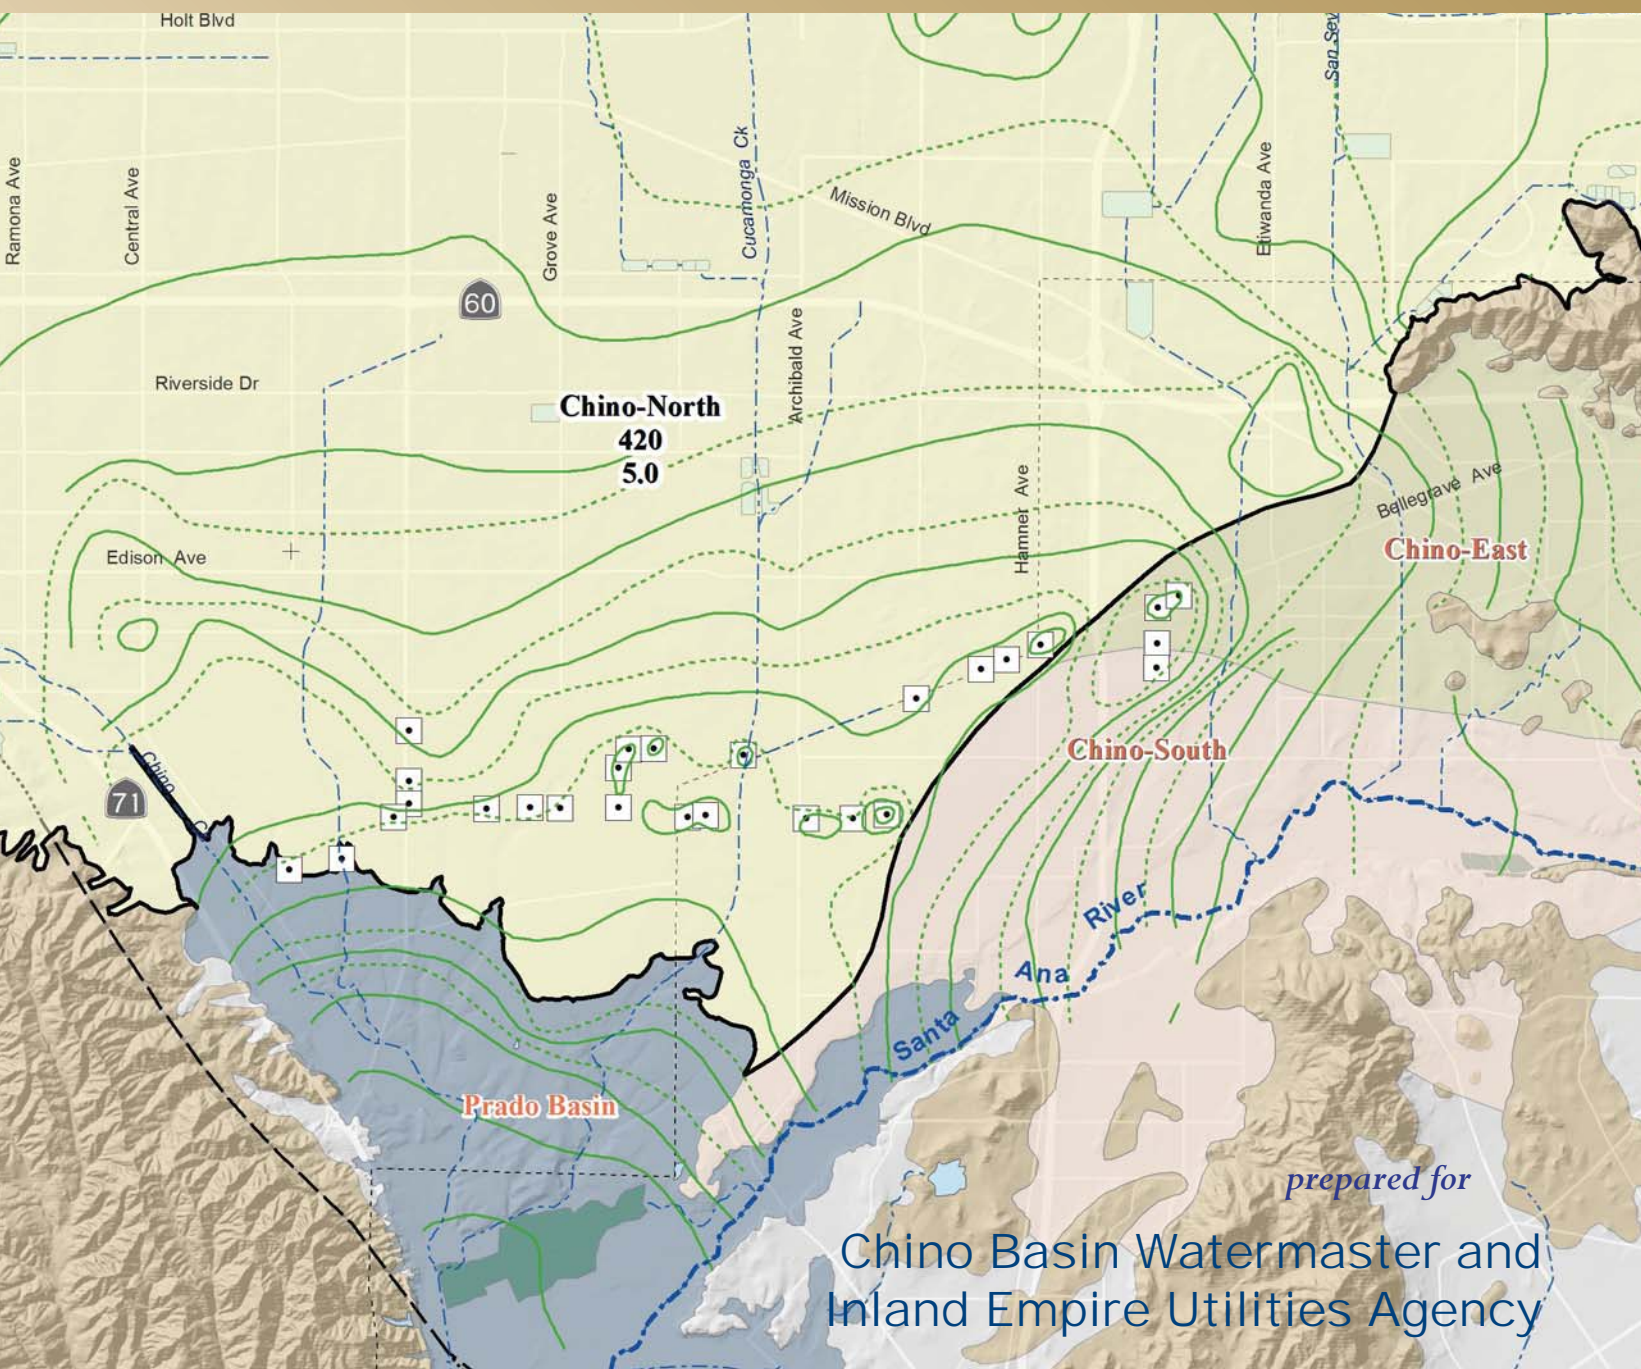 Holt Blvd
San Sev
Cucamonga Ck
Etiwanda Ave
Ramona Ave
Central Ave
Grove Ave
Mission Blvd
60
Archibald Ave
Riverside Dr
Chino-North
420
5.0
Hamner Ave
Bellegrave Ave
Edison Ave
Chino-East
Chino-South
Chino
71
River
Ana
Santa
Prado Basin
prepared for
Chino Basin Watermaster and
Inland Empire Utilities Agency